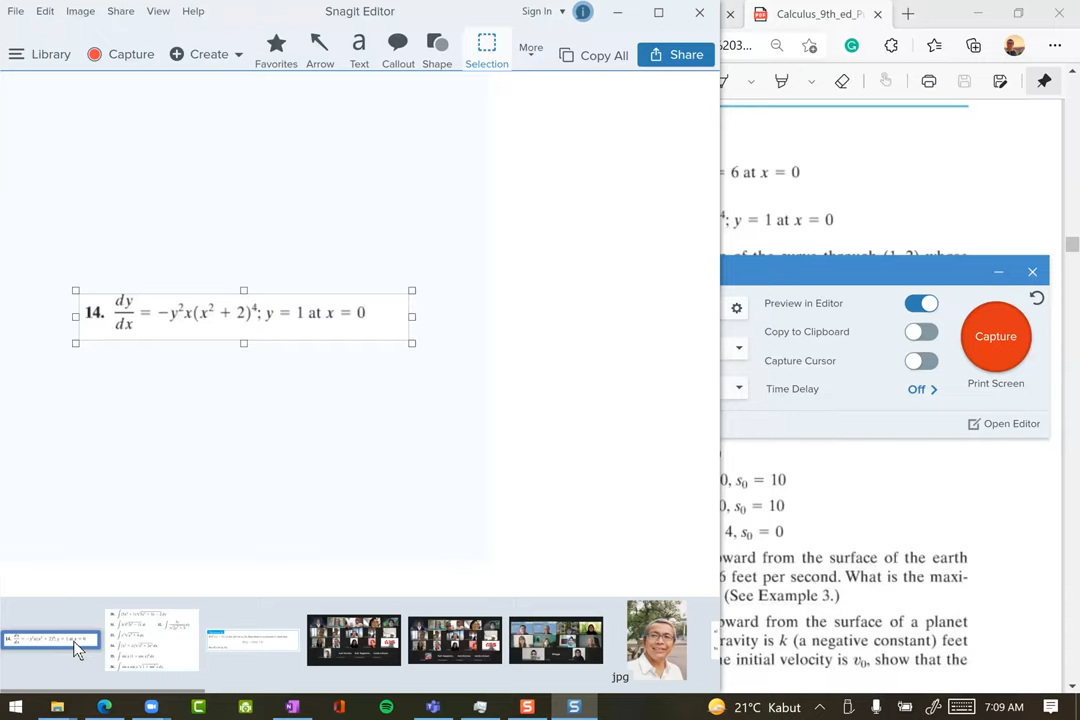 File Edit Image Share View Help
Snagit Editor
Sign In
Calculus_9th_ed_P
Library Capture Create
Favorites Arrow Text Callout Shape Selection More
Copy All Share
6203...
= 6 at x = 0
4; y = 1 at x = 0
14. dy/dx = −y²x(x² + 2)⁴; y = 1 at x = 0
Preview in Editor
Copy to Clipboard
Capture Cursor
Time Delay Off
Capture
Print Screen
Open Editor
0, s₀ = 10
0, s₀ = 10
4, s₀ = 0
ward from the surface of the earth
6 feet per second. What is the maxi-
(See Example 3.)
oward from the surface of a planet
ravity is k (a negative constant) feet
e initial velocity is v₀, show that the
jpg
21°C Kabut 7:09 AM